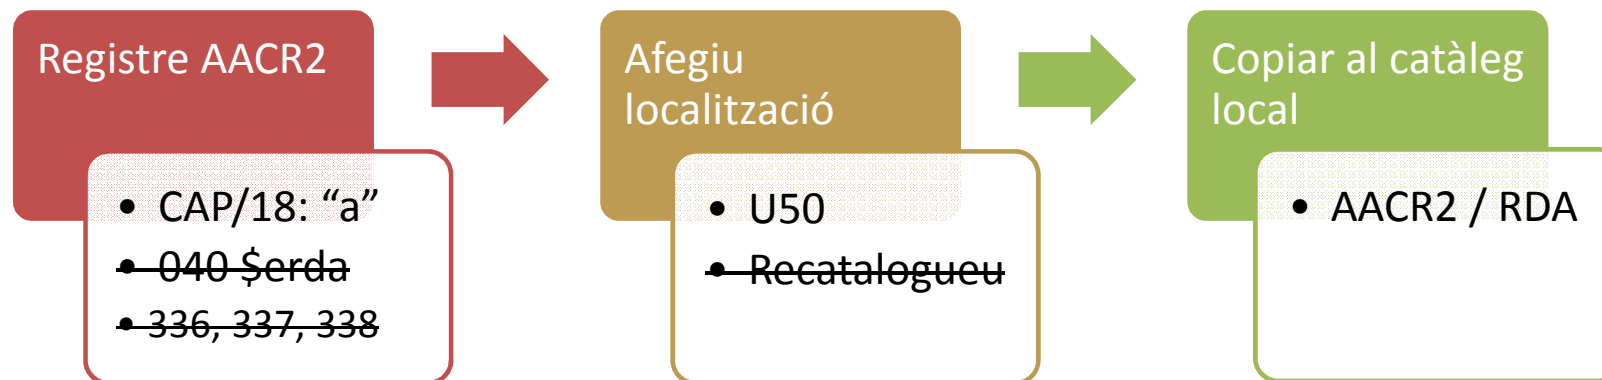 Registre AACR2
• CAP/18: “a”
• 040 $erda
• 336, 337, 338
Afegiu
localització
• U50
• Recatalogueu
Copiar al catàleg
local
• AACR2 / RDA